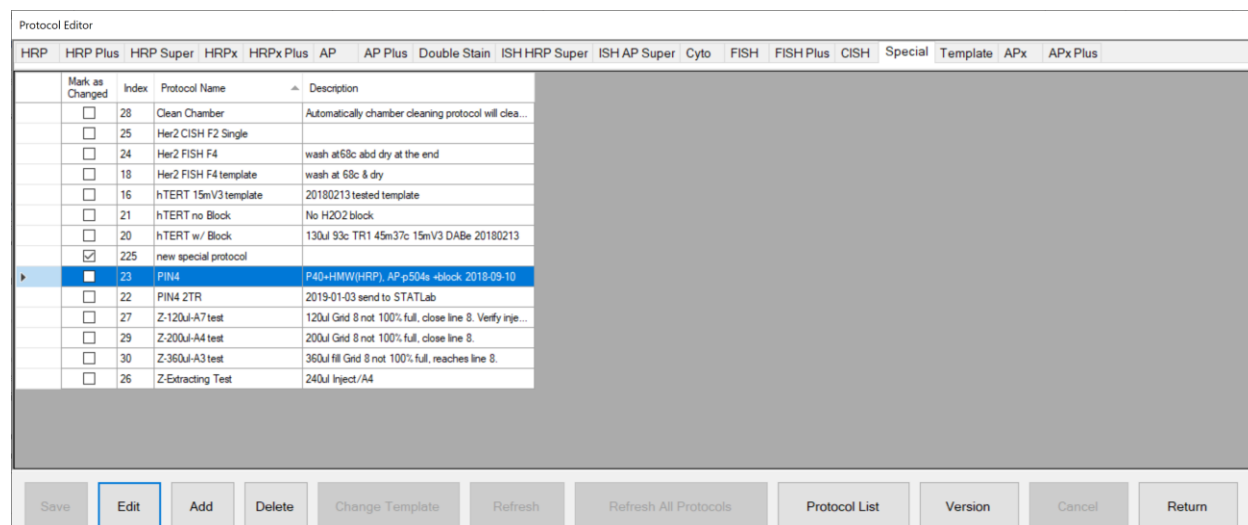 Protocol Editor
HRP HRP Plus HRP Super HRPx HRPx Plus AP AP Plus Double Stain ISH HRP Super ISH AP Super Cyto FISH FISH Plus CISH Special Template APx APx Plus
Mark as Changed Index Protocol Name Description
28 Clean Chamber Automatically chamber cleaning protocol will clea...
25 Her2 CISH F2 Single
24 Her2 FISH F4 wash at68c abd dry at the end
18 Her2 FISH F4 template wash at 68c & dry
16 hTERT 15mV3 template 20180213 tested template
21 hTERT no Block No H2O2 block
20 hTERT w/ Block 130ul 93c TR1 45m37c 15mV3 DABe 20180213
225 new special protocol
23 PIN4 P40+HMW(HRP), AP-p504s +block 2018-09-10
22 PIN4 2TR 2019-01-03 send to STATLab
27 Z-120ul-A7 test 120ul Grid 8 not 100% full, close line 8. Verify inje...
29 Z-200ul-A4 test 200ul Grid 8 not 100% full, close line 8.
30 Z-360ul-A3 test 360ul fill Grid 8 not 100% full, reaches line 8.
26 Z-Extracting Test 240ul Inject/A4
Save Edit Add Delete Change Template Refresh Refresh All Protocols Protocol List Version Cancel Return